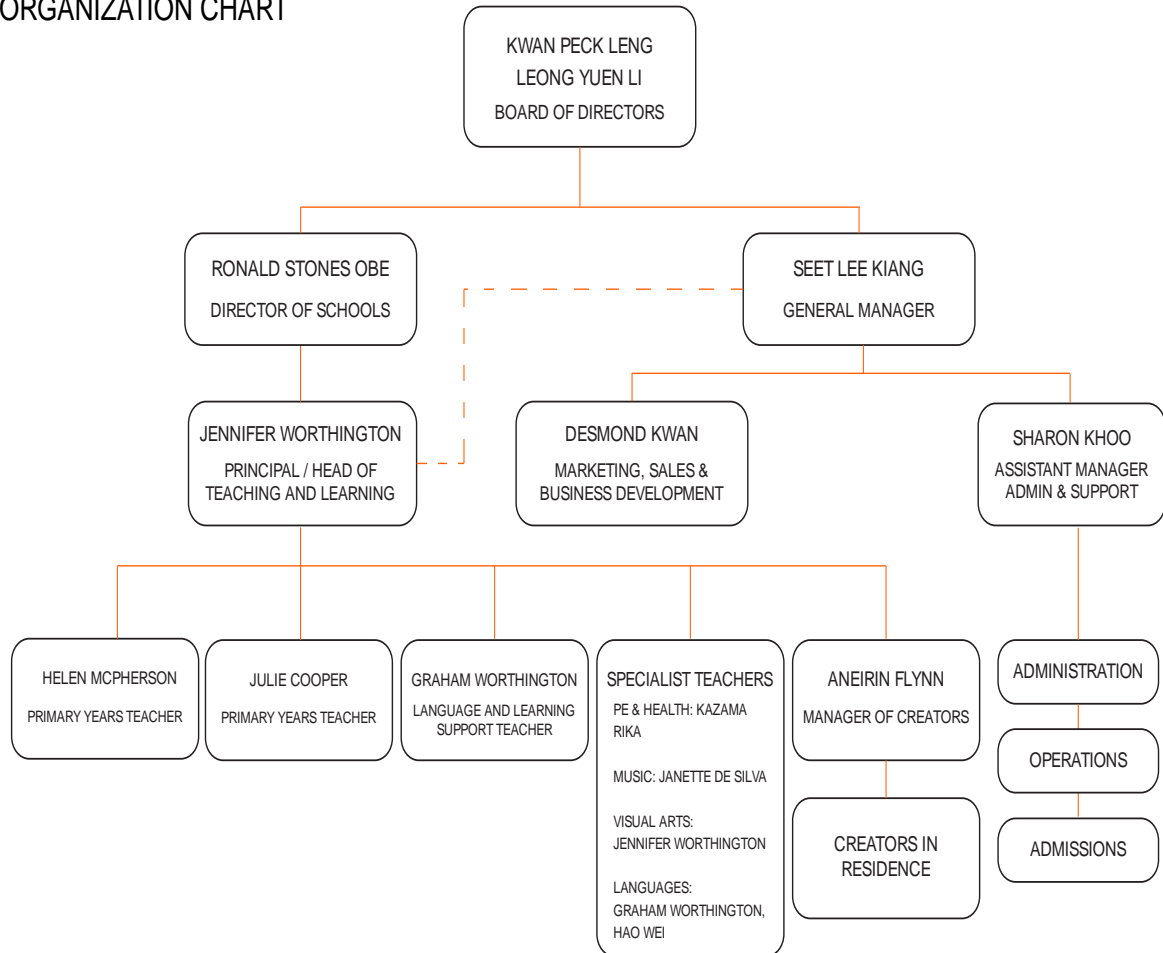 ORGANIZATION CHART
KWAN PECK LENG
LEONG YUEN LI
BOARD OF DIRECTORS
RONALD STONES OBE
DIRECTOR OF SCHOOLS
SEET LEE KIANG
GENERAL MANAGER
JENNIFER WORTHINGTON
PRINCIPAL / HEAD OF
TEACHING AND LEARNING
DESMOND KWAN
MARKETING, SALES &
BUSINESS DEVELOPMENT
SHARON KHOO
ASSISTANT MANAGER
ADMIN & SUPPORT
HELEN MCPHERSON
PRIMARY YEARS TEACHER
JULIE COOPER
PRIMARY YEARS TEACHER
GRAHAM WORTHINGTON
LANGUAGE AND LEARNING
SUPPORT TEACHER
SPECIALIST TEACHERS
PE & HEALTH: KAZAMA
RIKA
MUSIC: JANETTE DE SILVA
VISUAL ARTS:
JENNIFER WORTHINGTON
LANGUAGES:
GRAHAM WORTHINGTON,
HAO WEI
ANEIRIN FLYNN
MANAGER OF CREATORS
CREATORS IN
RESIDENCE
ADMINISTRATION
OPERATIONS
ADMISSIONS